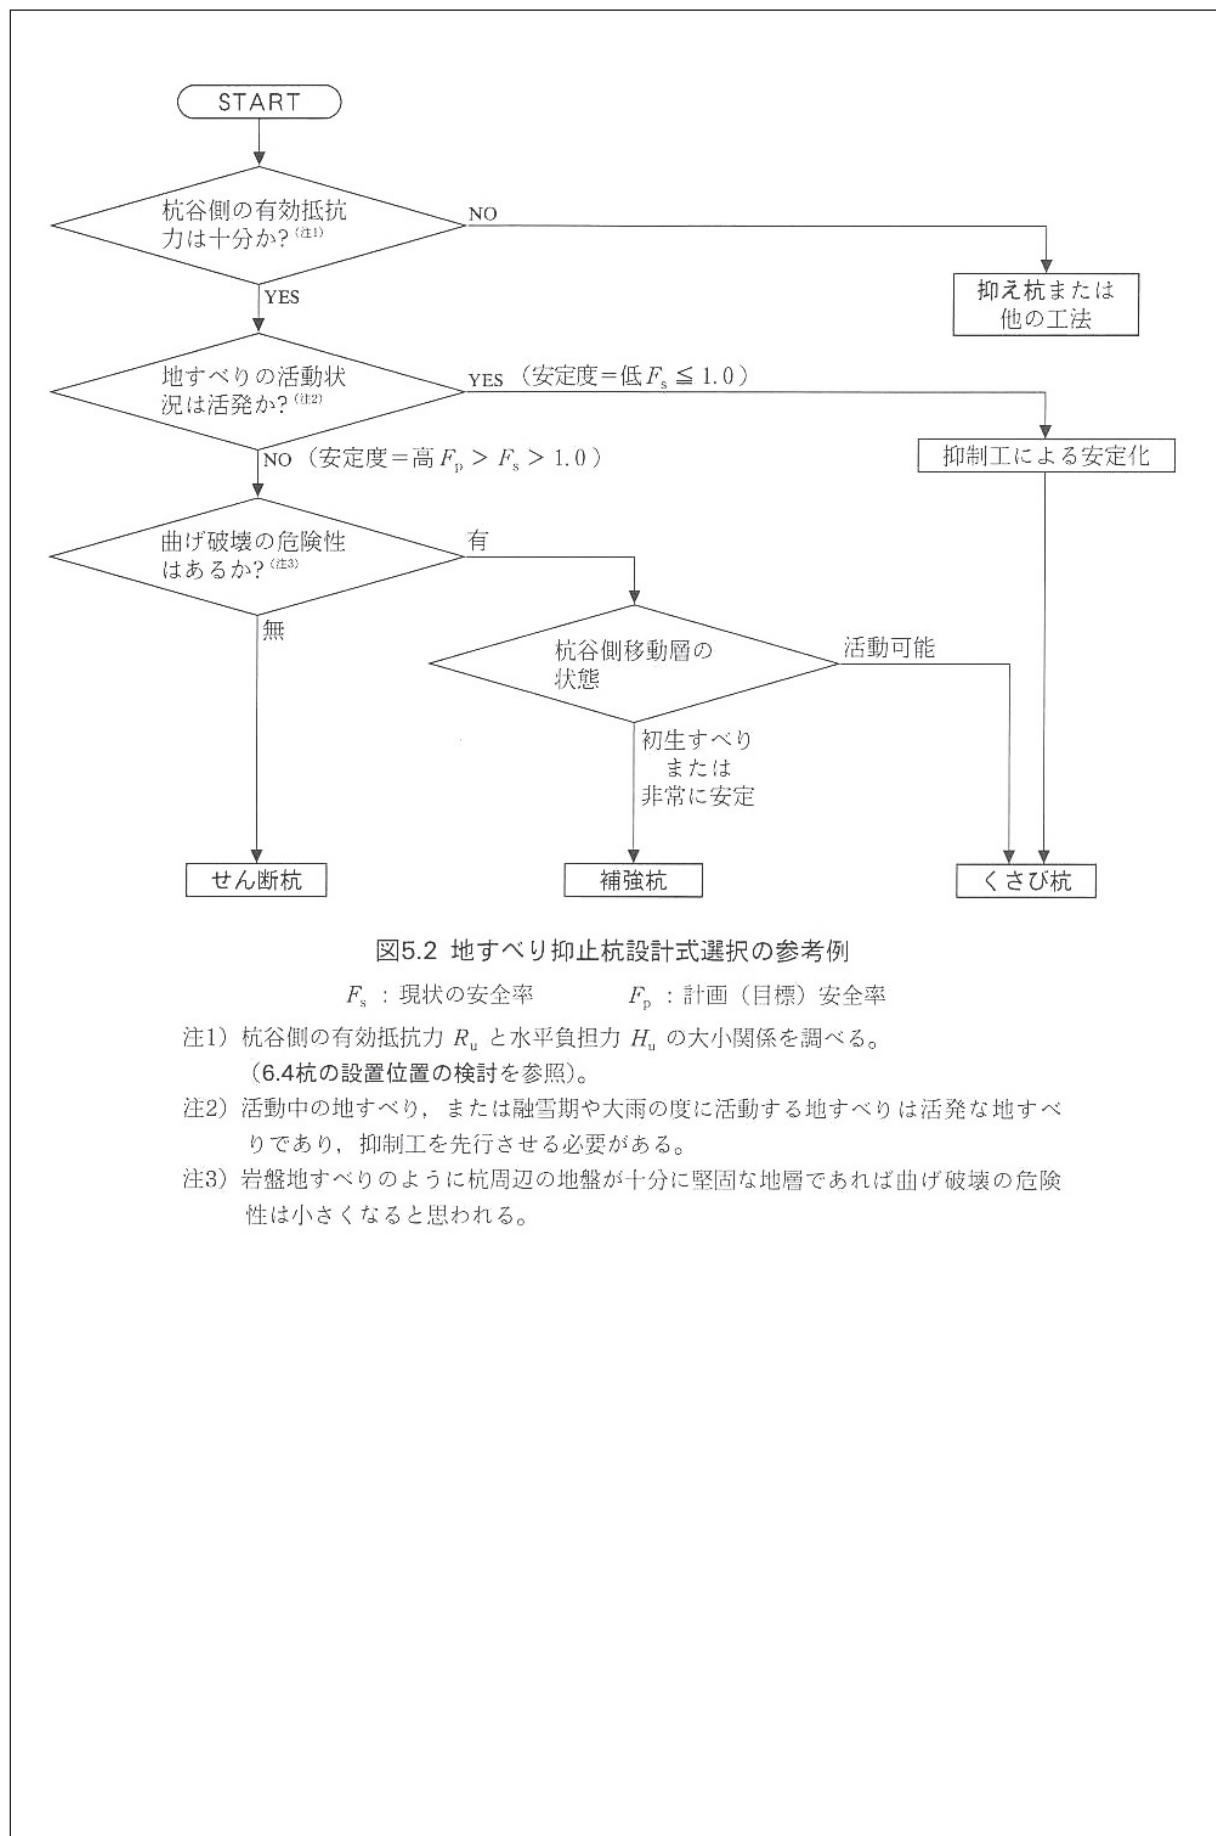 START
杭谷側の有効抵抗
力は十分か?(注1)
NO
抑え杭または
他の工法
YES
地すべりの活動状
況は活発か?(注2)
YES（安定度＝低 Fs ≦ 1.0）
抑制工による安定化
NO（安定度＝高 Fp > Fs > 1.0）
曲げ破壊の危険性
はあるか?(注3)
有
無
杭谷側移動層の
状態
活動可能
初生すべり
または
非常に安定
せん断杭
補強杭
くさび杭
図5.2 地すべり抑止杭設計式選択の参考例
Fs：現状の安全率 Fp：計画（目標）安全率
注1）杭谷側の有効抵抗力 Ru と水平負担力 Hu の大小関係を調べる。
（6.4杭の設置位置の検討を参照）。
注2）活動中の地すべり，または融雪期や大雨の度に活動する地すべりは活発な地すべ
りであり，抑制工を先行させる必要がある。
注3）岩盤地すべりのように杭周辺の地盤が十分に堅固な地層であれば曲げ破壊の危険
性は小さくなると思われる。